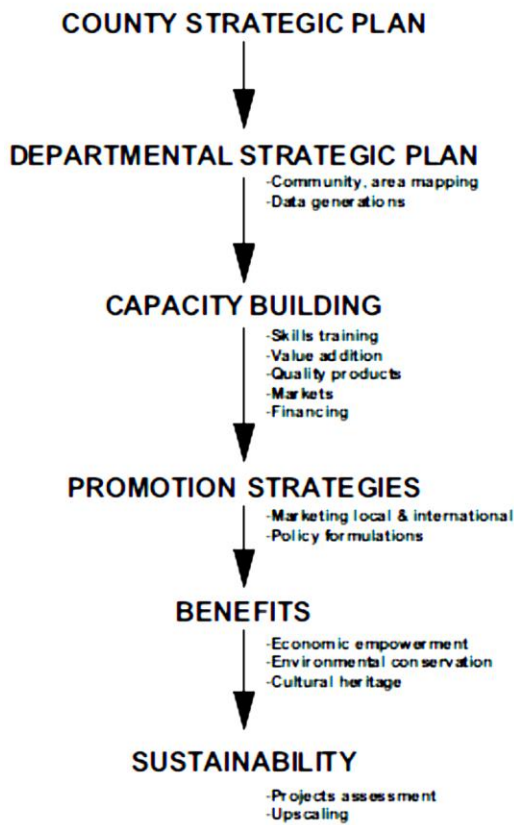 COUNTY STRATEGIC PLAN
DEPARTMENTAL STRATEGIC PLAN
-Community, area mapping
-Data generations
CAPACITY BUILDING
-Skills training
-Value addition
-Quality products
-Markets
-Financing
PROMOTION STRATEGIES
-Marketing local & international
-Policy formulations
BENEFITS
-Economic empowerment
-Environmental conservation
-Cultural heritage
SUSTAINABILITY
-Projects assessment
-Upscaling